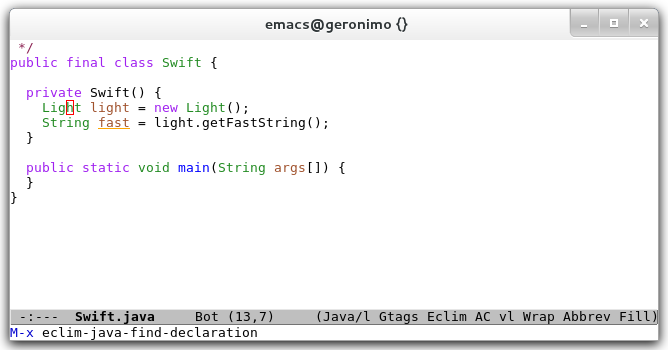 emacs@geronimo {}
 */
public final class Swift {
  private Swift() {
    Light light = new Light();
    String fast = light.getFastString();
  }
  public static void main(String args[]) {
  }
}
 -:---  Swift.java     Bot (13,7)     (Java/l Gtags Eclim AC vl Wrap Abbrev Fill)
M-x eclim-java-find-declaration